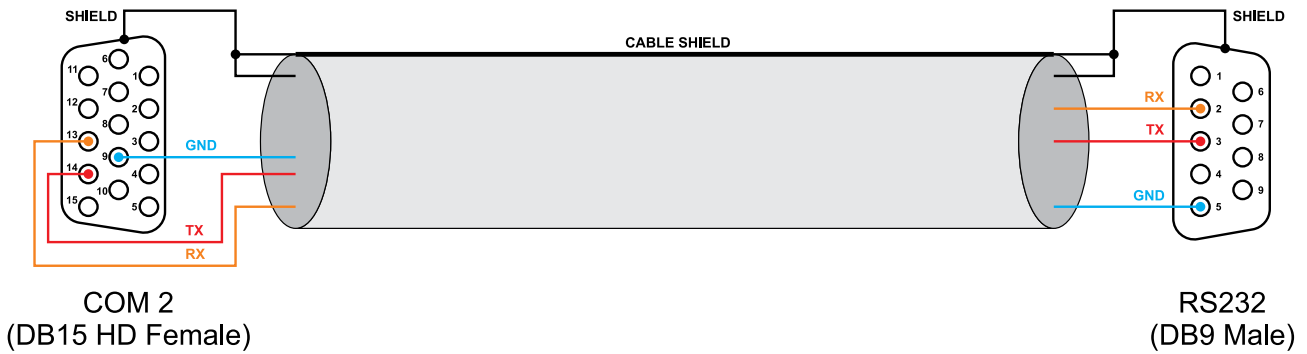 SHIELD
CABLE SHIELD
SHIELD
6
11
1
7
12
2
8
13
3
9
14
4
10
15
5
GND
TX
RX
RX
TX
GND
1
6
2
7
3
8
4
9
5
COM 2
(DB15 HD Female)
RS232
(DB9 Male)